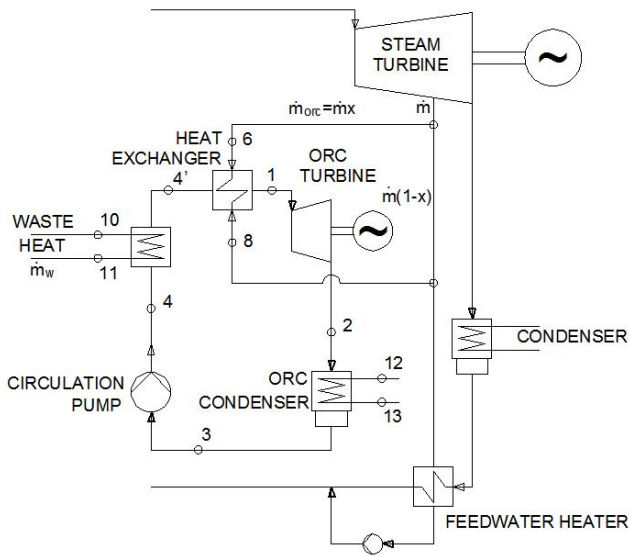 STEAM
TURBINE
~
ṁorc=ṁx
ṁ
6
HEAT
EXCHANGER
ORC
TURBINE
4'
1
ṁ(1-x)
~
WASTE
10
HEAT
8
ṁw
11
4
2
CONDENSER
12
ORC
CONDENSER
CIRCULATION
PUMP
13
3
FEEDWATER HEATER